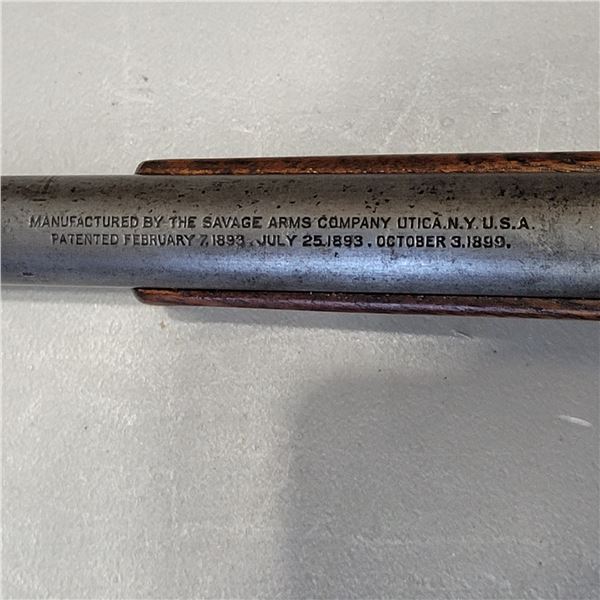 MANUFACTURED BY THE SAVAGE ARMS COMPANY UTICA.N.Y.U.S.A.
PATENTED FEBRUARY 7,1893. JULY 25.1893. OCTOBER 3.1899.